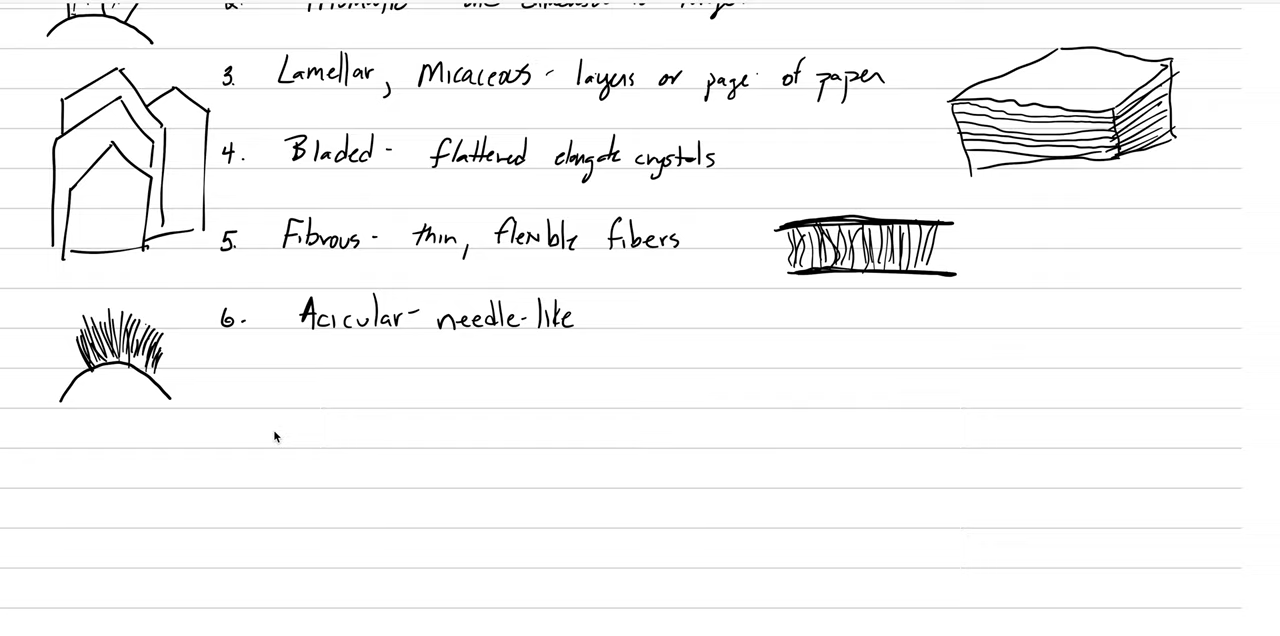 3. Lamellar, Micaceous - layers or page of paper
4. Bladed - flattered elongate crystals
5. Fibrous - thin, flexible fibers
6. Acicular - needle-like